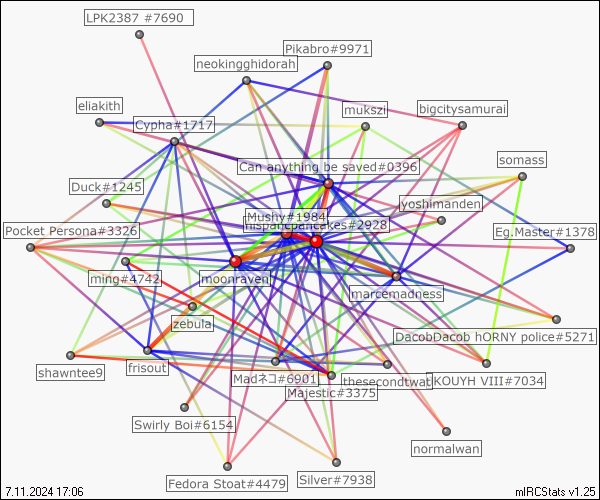 LPK2387 #7690
Pikabro#9971
neokingghidorah
eliakith
mukszi
bigcitysamurai
Cypha#1717
Can anything be saved#0396
somass
Duck#1245
yoshimanden
Mushy#1984
#2928
Pocket Persona#3326
Eg.Master#1378
ming#4742
moonraven
marcemadness
zebula
DacobDacob hORNY police#5271
shawntee9
frisout
Madネコ#6901
thesecondtwat
KOUYH VIII#7034
Majestic#3375
Swirly Boi#6154
normalwan
Fedora Stoat#4479
Silver#7938
7.11.2024 17:06
mIRCStats v1.25